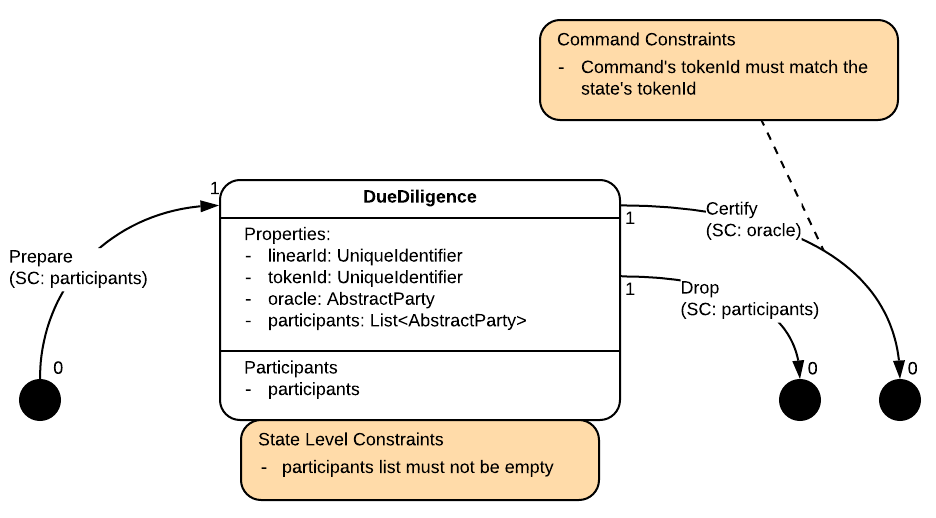 Command Constraints
- Command's tokenId must match the
state's tokenId
1
DueDiligence
Properties:
- linearId: UniqueIdentifier
- tokenId: UniqueIdentifier
- oracle: AbstractParty
- participants: List<AbstractParty>
Participants
- participants
State Level Constraints
- participants list must not be empty
Prepare
(SC: participants)
0
1
Certify
(SC: oracle)
1
Drop
(SC: participants)
0
0